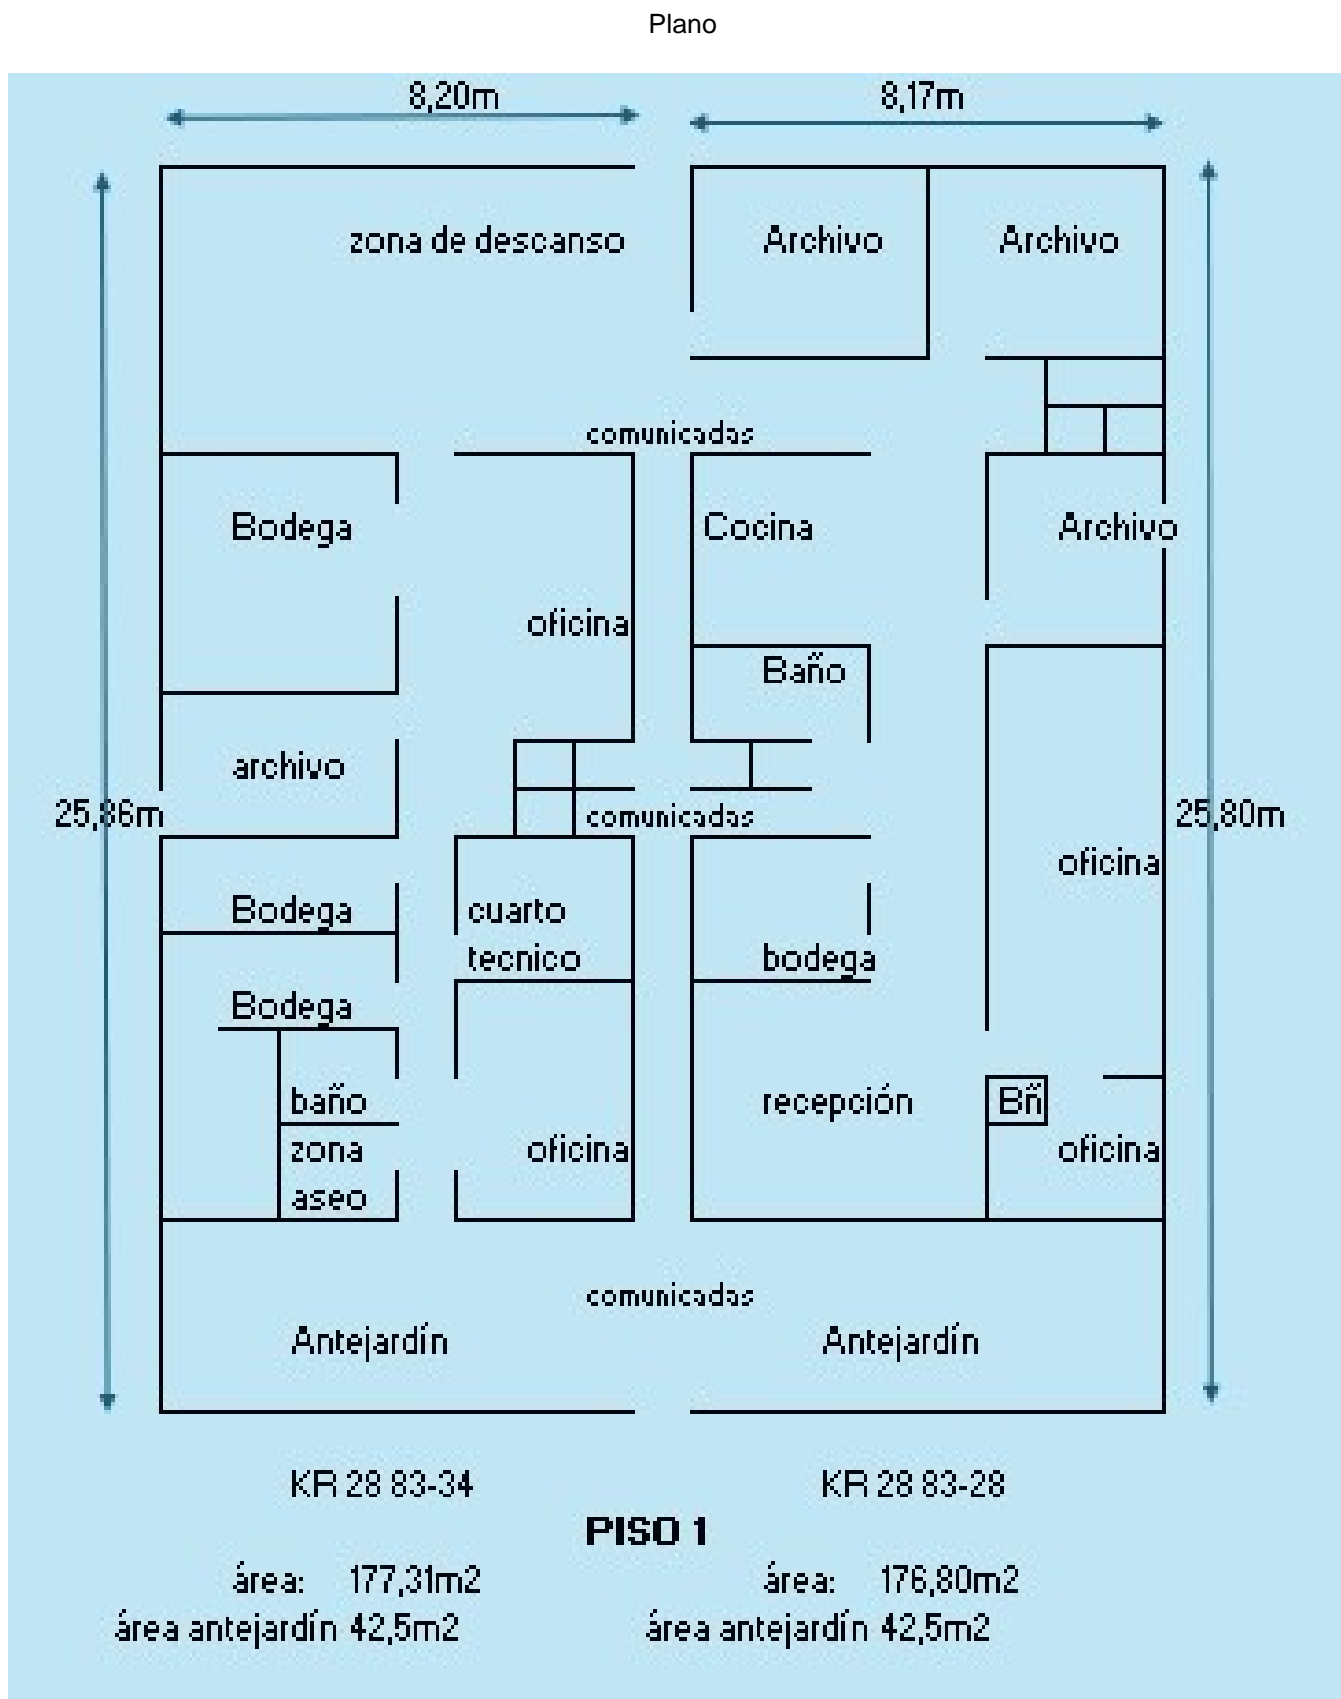 Plano
8,20m 8,17m
zona de descanso Archivo Archivo
comunicadas
Bodega Cocina Archivo
oficina
Baño
archivo
25,86m comunicadas 25,80m
oficina
Bodega cuarto
tecnico bodega
Bodega
baño recepción Bñ
zona oficina oficina
aseo
comunicadas
Antejardín Antejardín
KR 28 83-34 KR 28 83-28
PISO 1
área: 177,31m2 área: 176,80m2
área antejardín 42,5m2 área antejardín 42,5m2